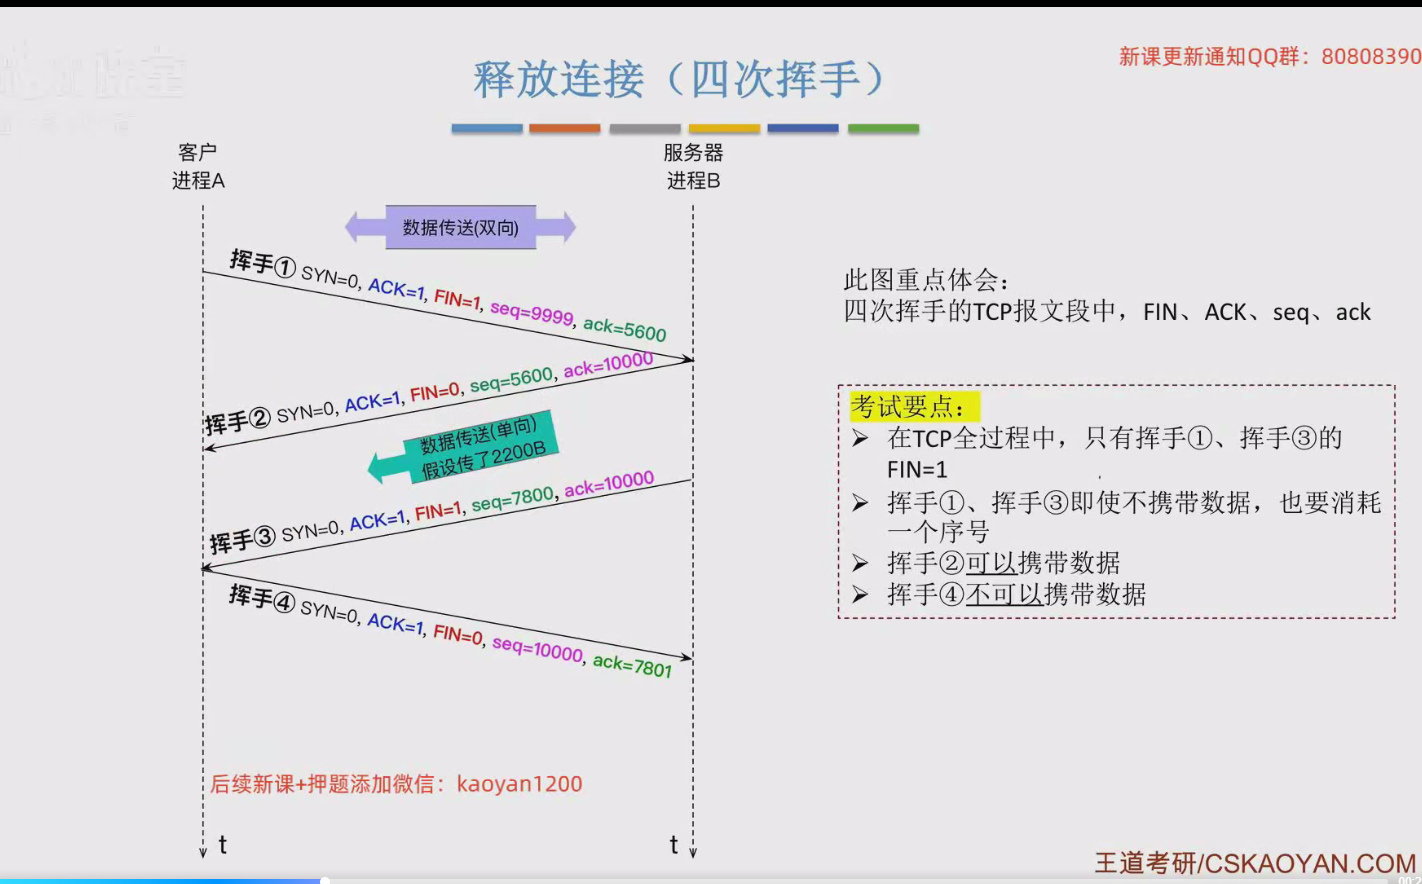 释放连接（四次挥手）
新课更新通知QQ群：80808390
客户
进程A
服务器
进程B
数据传送(双向)
挥手① SYN=0, ACK=1, FIN=1, seq=9999, ack=5600
挥手② SYN=0, ACK=1, FIN=0, seq=5600, ack=10000
数据传送(单向)
假设传了2200B
挥手③ SYN=0, ACK=1, FIN=1, seq=7800, ack=10000
挥手④ SYN=0, ACK=1, FIN=0, seq=10000, ack=7801
此图重点体会：
四次挥手的TCP报文段中，FIN、ACK、seq、ack
考试要点：
➢ 在TCP全过程中，只有挥手①、挥手③的
FIN=1
➢ 挥手①、挥手③即使不携带数据，也要消耗
一个序号
➢ 挥手②可以携带数据
➢ 挥手④不可以携带数据
后续新课+押题添加微信：kaoyan1200
t
t
王道考研/CSKAOYAN.COM